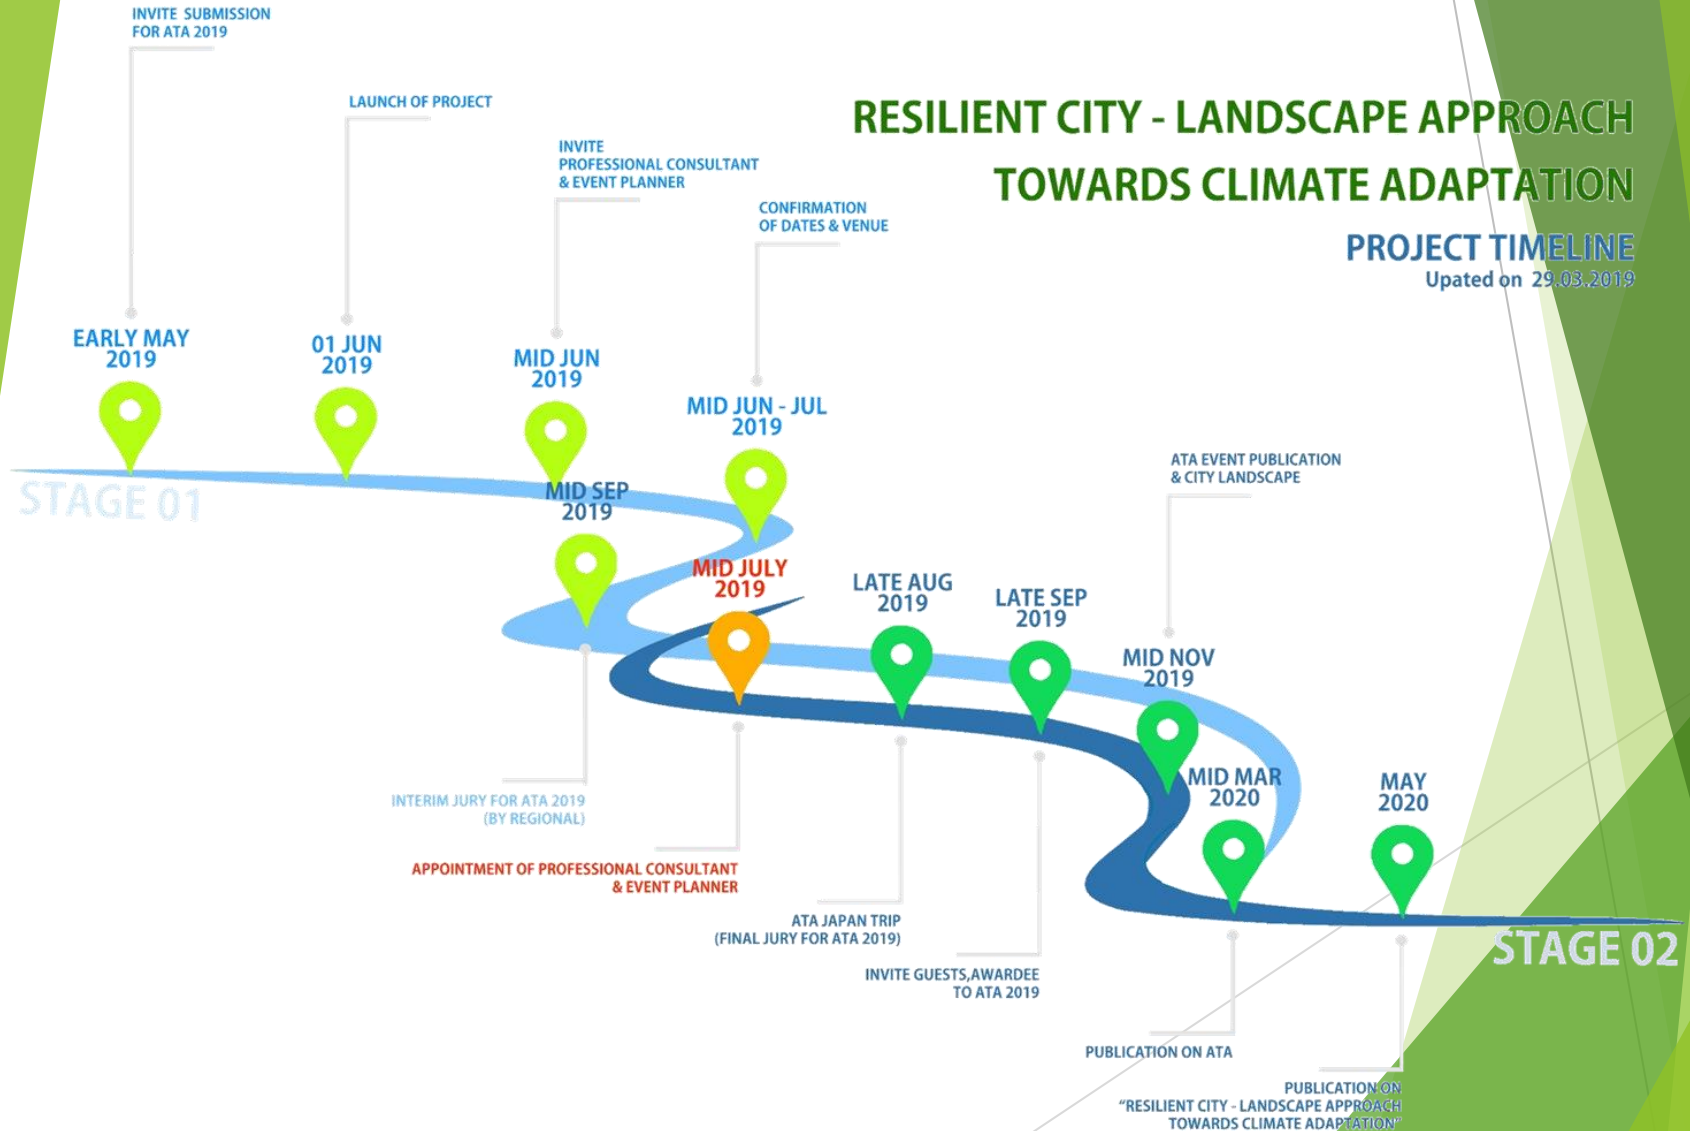 INVITE SUBMISSION
FOR ATA 2019
LAUNCH OF PROJECT
INVITE
PROFESSIONAL CONSULTANT
& EVENT PLANNER
CONFIRMATION
OF DATES & VENUE
RESILIENT CITY - LANDSCAPE APPROACH
TOWARDS CLIMATE ADAPTATION
PROJECT TIMELINE
Upated on 29.03.2019
EARLY MAY
2019
01 JUN
2019
MID JUN
2019
MID JUN - JUL
2019
STAGE 01
MID SEP
2019
MID JULY
2019
LATE AUG
2019
LATE SEP
2019
ATA EVENT PUBLICATION
& CITY LANDSCAPE
MID NOV
2019
MID MAR
2020
MAY
2020
INTERIM JURY FOR ATA 2019
(BY REGIONAL)
APPOINTMENT OF PROFESSIONAL CONSULTANT
& EVENT PLANNER
ATA JAPAN TRIP
(FINAL JURY FOR ATA 2019)
INVITE GUESTS,AWARDEE
TO ATA 2019
STAGE 02
PUBLICATION ON ATA
PUBLICATION ON
"RESILIENT CITY - LANDSCAPE APPROACH
TOWARDS CLIMATE ADAPTATION"